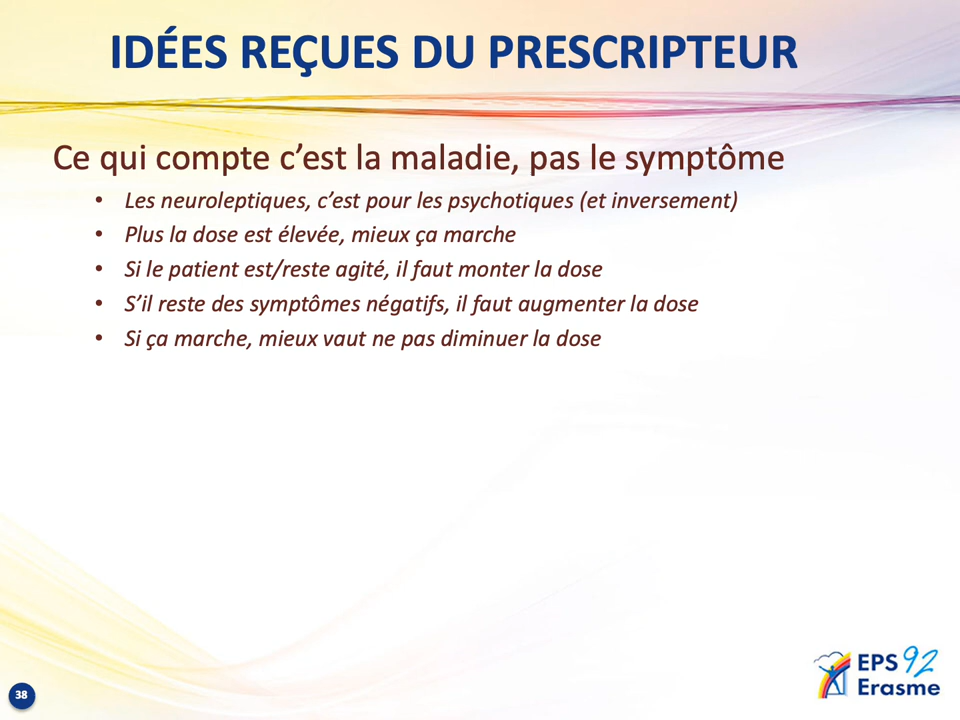 IDÉES REÇUES DU PRESCRIPTEUR
Ce qui compte c’est la maladie, pas le symptôme
• Les neuroleptiques, c’est pour les psychotiques (et inversement)
• Plus la dose est élevée, mieux ça marche
• Si le patient est/reste agité, il faut monter la dose
• S’il reste des symptômes négatifs, il faut augmenter la dose
• Si ça marche, mieux vaut ne pas diminuer la dose
38
EPS 92
Erasme